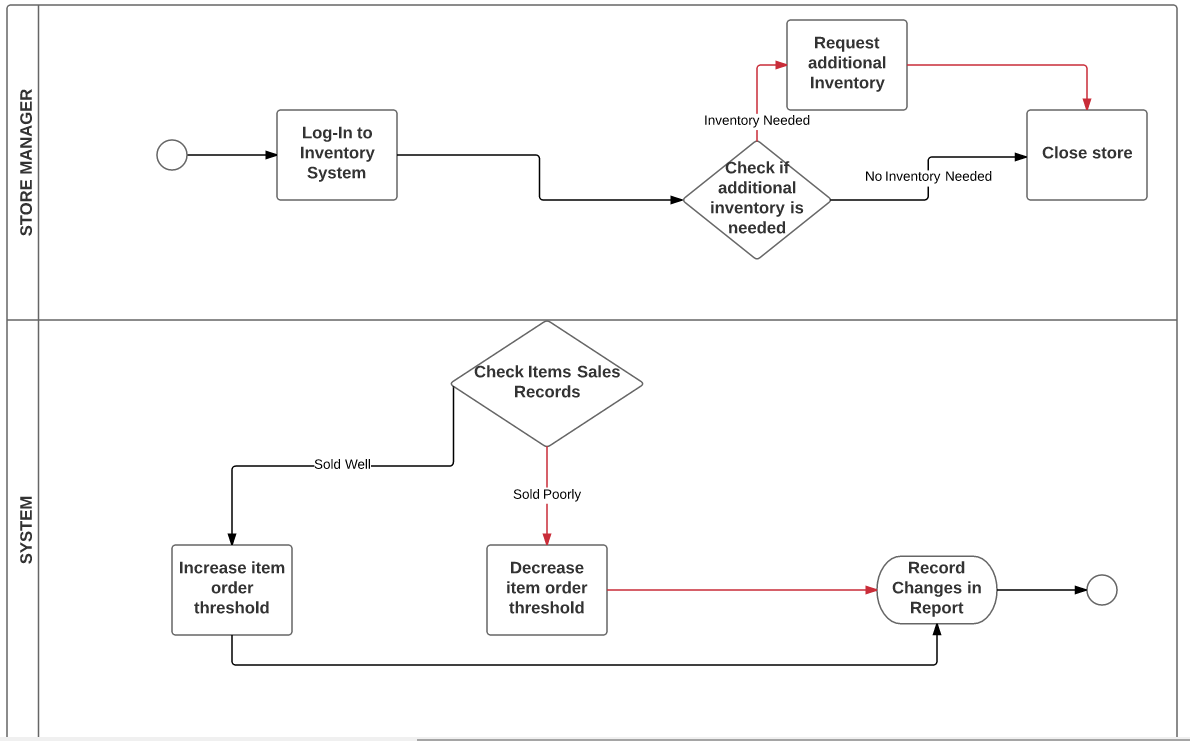 STORE MANAGER
Log-In to
Inventory
System
Request
additional
Inventory
Inventory Needed
Check if
additional
inventory is
needed
No Inventory Needed
Close store
SYSTEM
Check Items Sales
Records
Sold Well
Sold Poorly
Increase item
order
threshold
Decrease
item order
threshold
Record
Changes in
Report